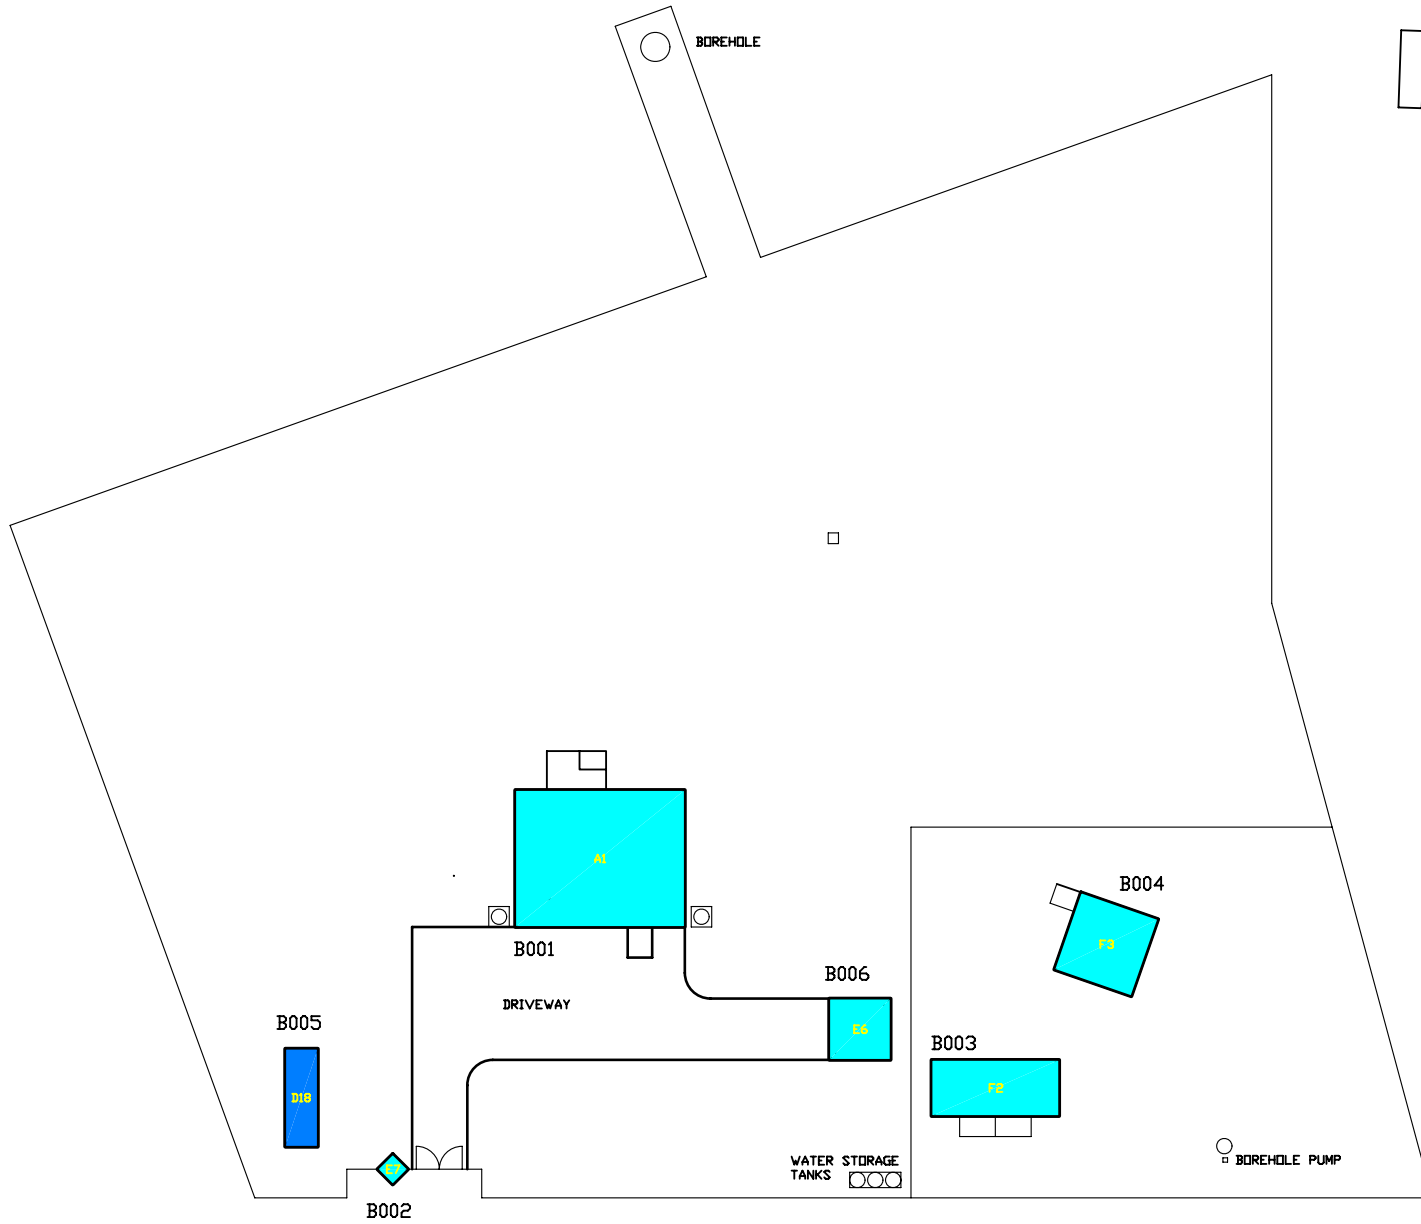 BOREHOLE
A1
B004
F3
B001
B006
DRIVEWAY
E6
B005
B003
F2
D18
WATER STORAGE
TANKS
BOREHOLE PUMP
E7
B002